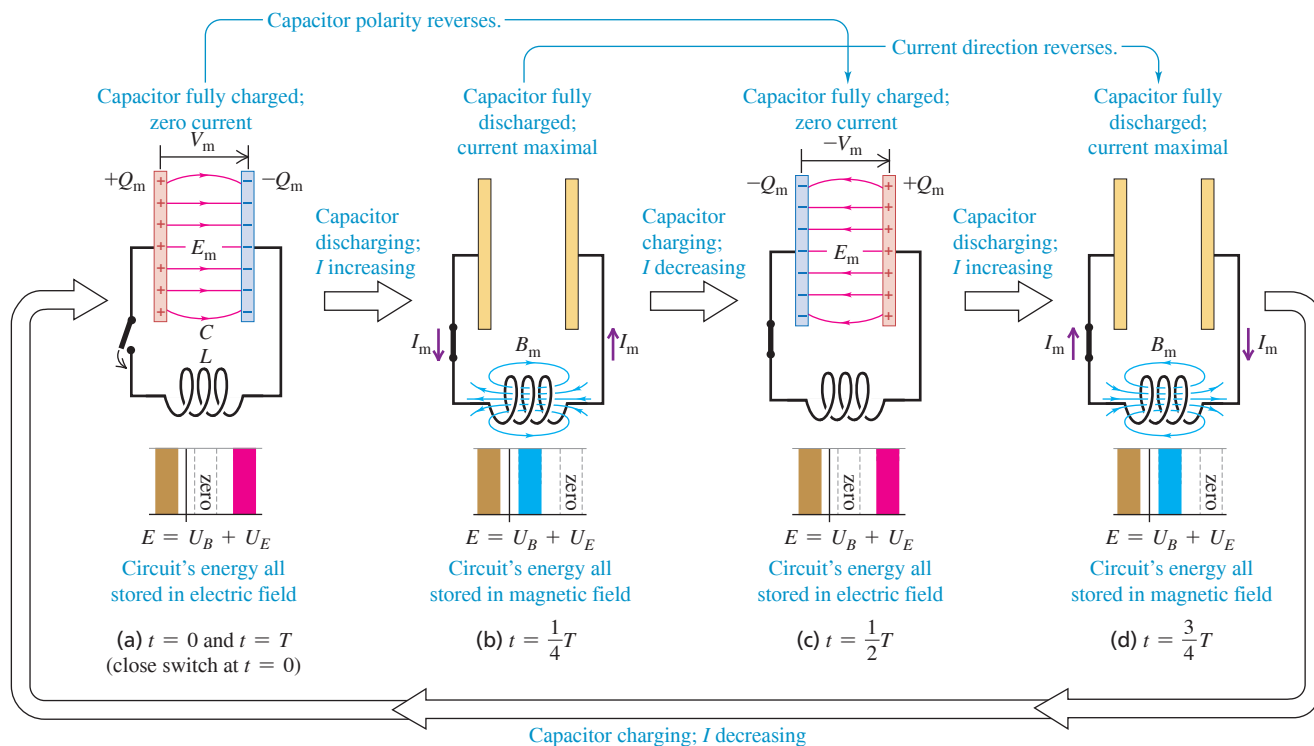 Capacitor polarity reverses.
Current direction reverses.
Capacitor fully charged;
zero current
Vm
+Qm
−Qm
+ + + + + + +
− − − − − − −
Em
C
L
E = UB + UE
zero
Circuit's energy all
stored in electric field
(a) t = 0 and t = T
(close switch at t = 0)
Capacitor
discharging;
I increasing
Capacitor fully
discharged;
current maximal
Im
Im
Bm
zero
E = UB + UE
Circuit's energy all
stored in magnetic field
(b) t = 1/4 T
Capacitor
charging;
I decreasing
Capacitor fully charged;
zero current
−Vm
−Qm
+Qm
− − − − − − −
+ + + + + + +
Em
zero
E = UB + UE
Circuit's energy all
stored in electric field
(c) t = 1/2 T
Capacitor
discharging;
I increasing
Capacitor fully
discharged;
current maximal
Im
Im
Bm
zero
E = UB + UE
Circuit's energy all
stored in magnetic field
(d) t = 3/4 T
Capacitor charging; I decreasing